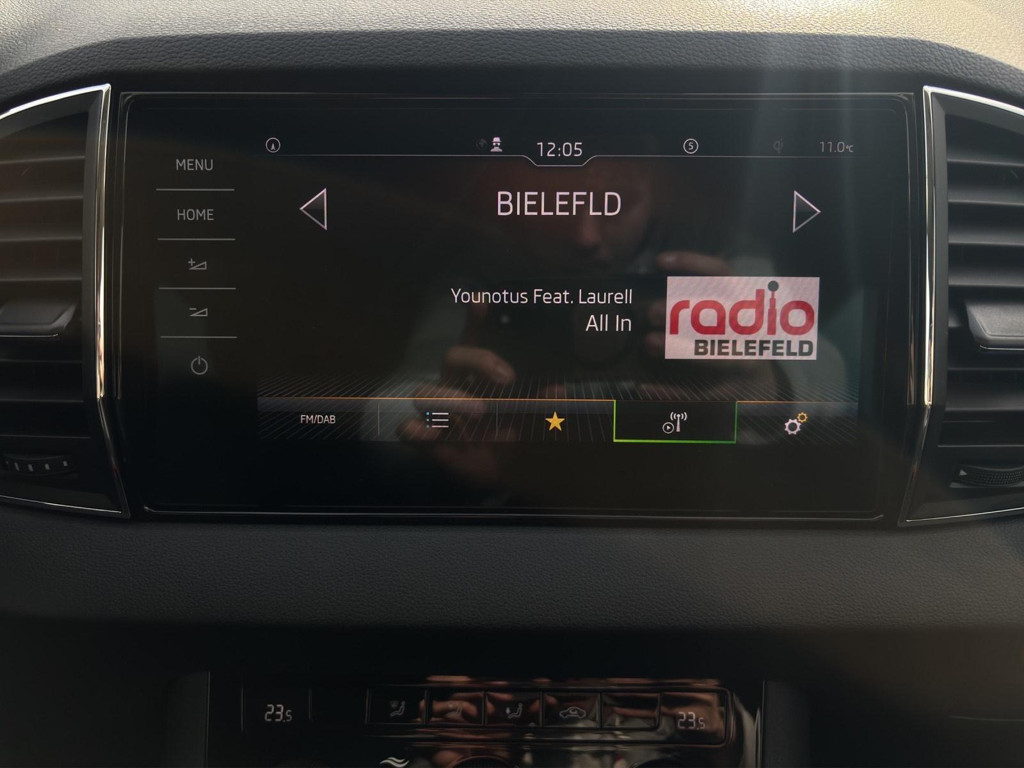 12:05
S
11.0°C
MENU
HOME
BIELEFLD
Younotus Feat. Laurell
All In
radio
BIELEFELD
FM/DAB
23.5
23.5